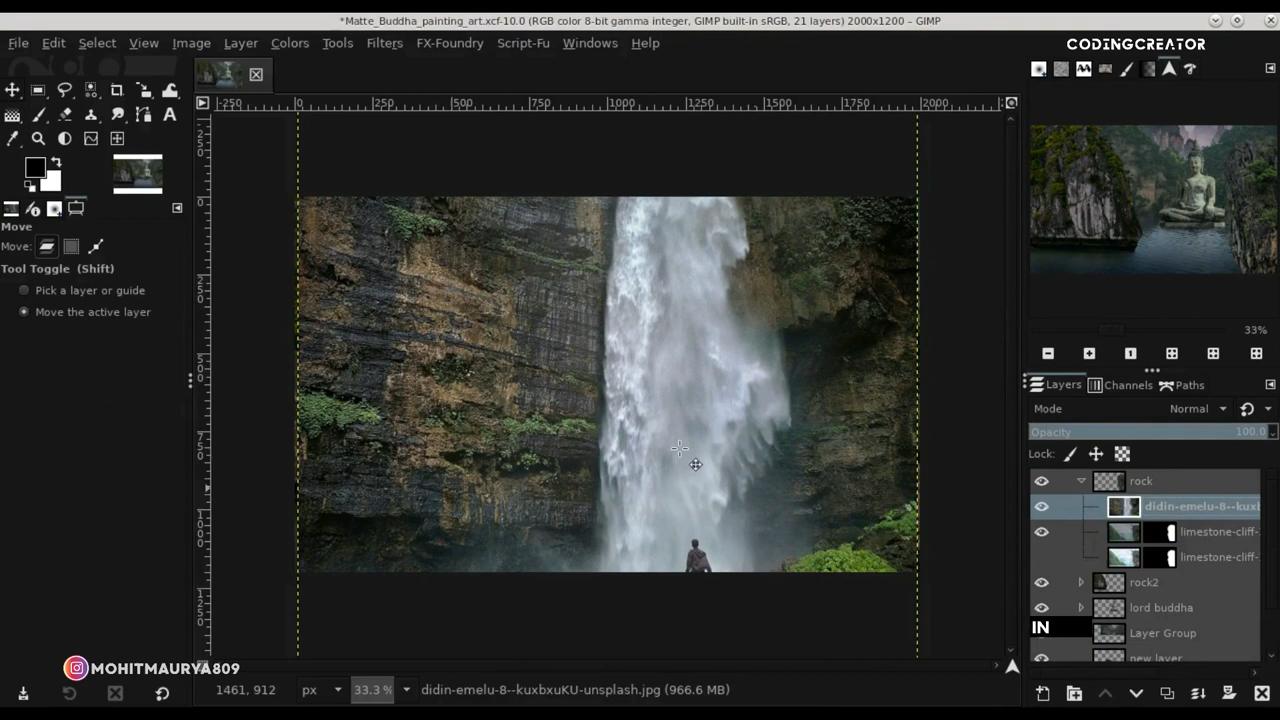 *Matte_Buddha_painting_art.xcf-10.0 (RGB color 8-bit gamma integer, GIMP built-in sRGB, 21 layers) 2000x1200 – GIMP
File Edit Select View Image Layer Colors Tools Filters FX-Foundry Script-Fu Windows Help
CODINGCREATOR
-250 0 250 500 750 1000 1250 1500 1750 2000
Move
Move:
Tool Toggle (Shift)
Pick a layer or guide
Move the active layer
33%
Layers Channels Paths
Mode Normal
Opacity 100.0
Lock:
rock
didin-emelu-8--kuxb
limestone-cliff-
limestone-cliff-
rock2
lord buddha
IN Layer Group
new layer
MOHITMAURYA809
1461, 912 px 33.3 % didin-emelu-8--kuxbxuKU-unsplash.jpg (966.6 MB)